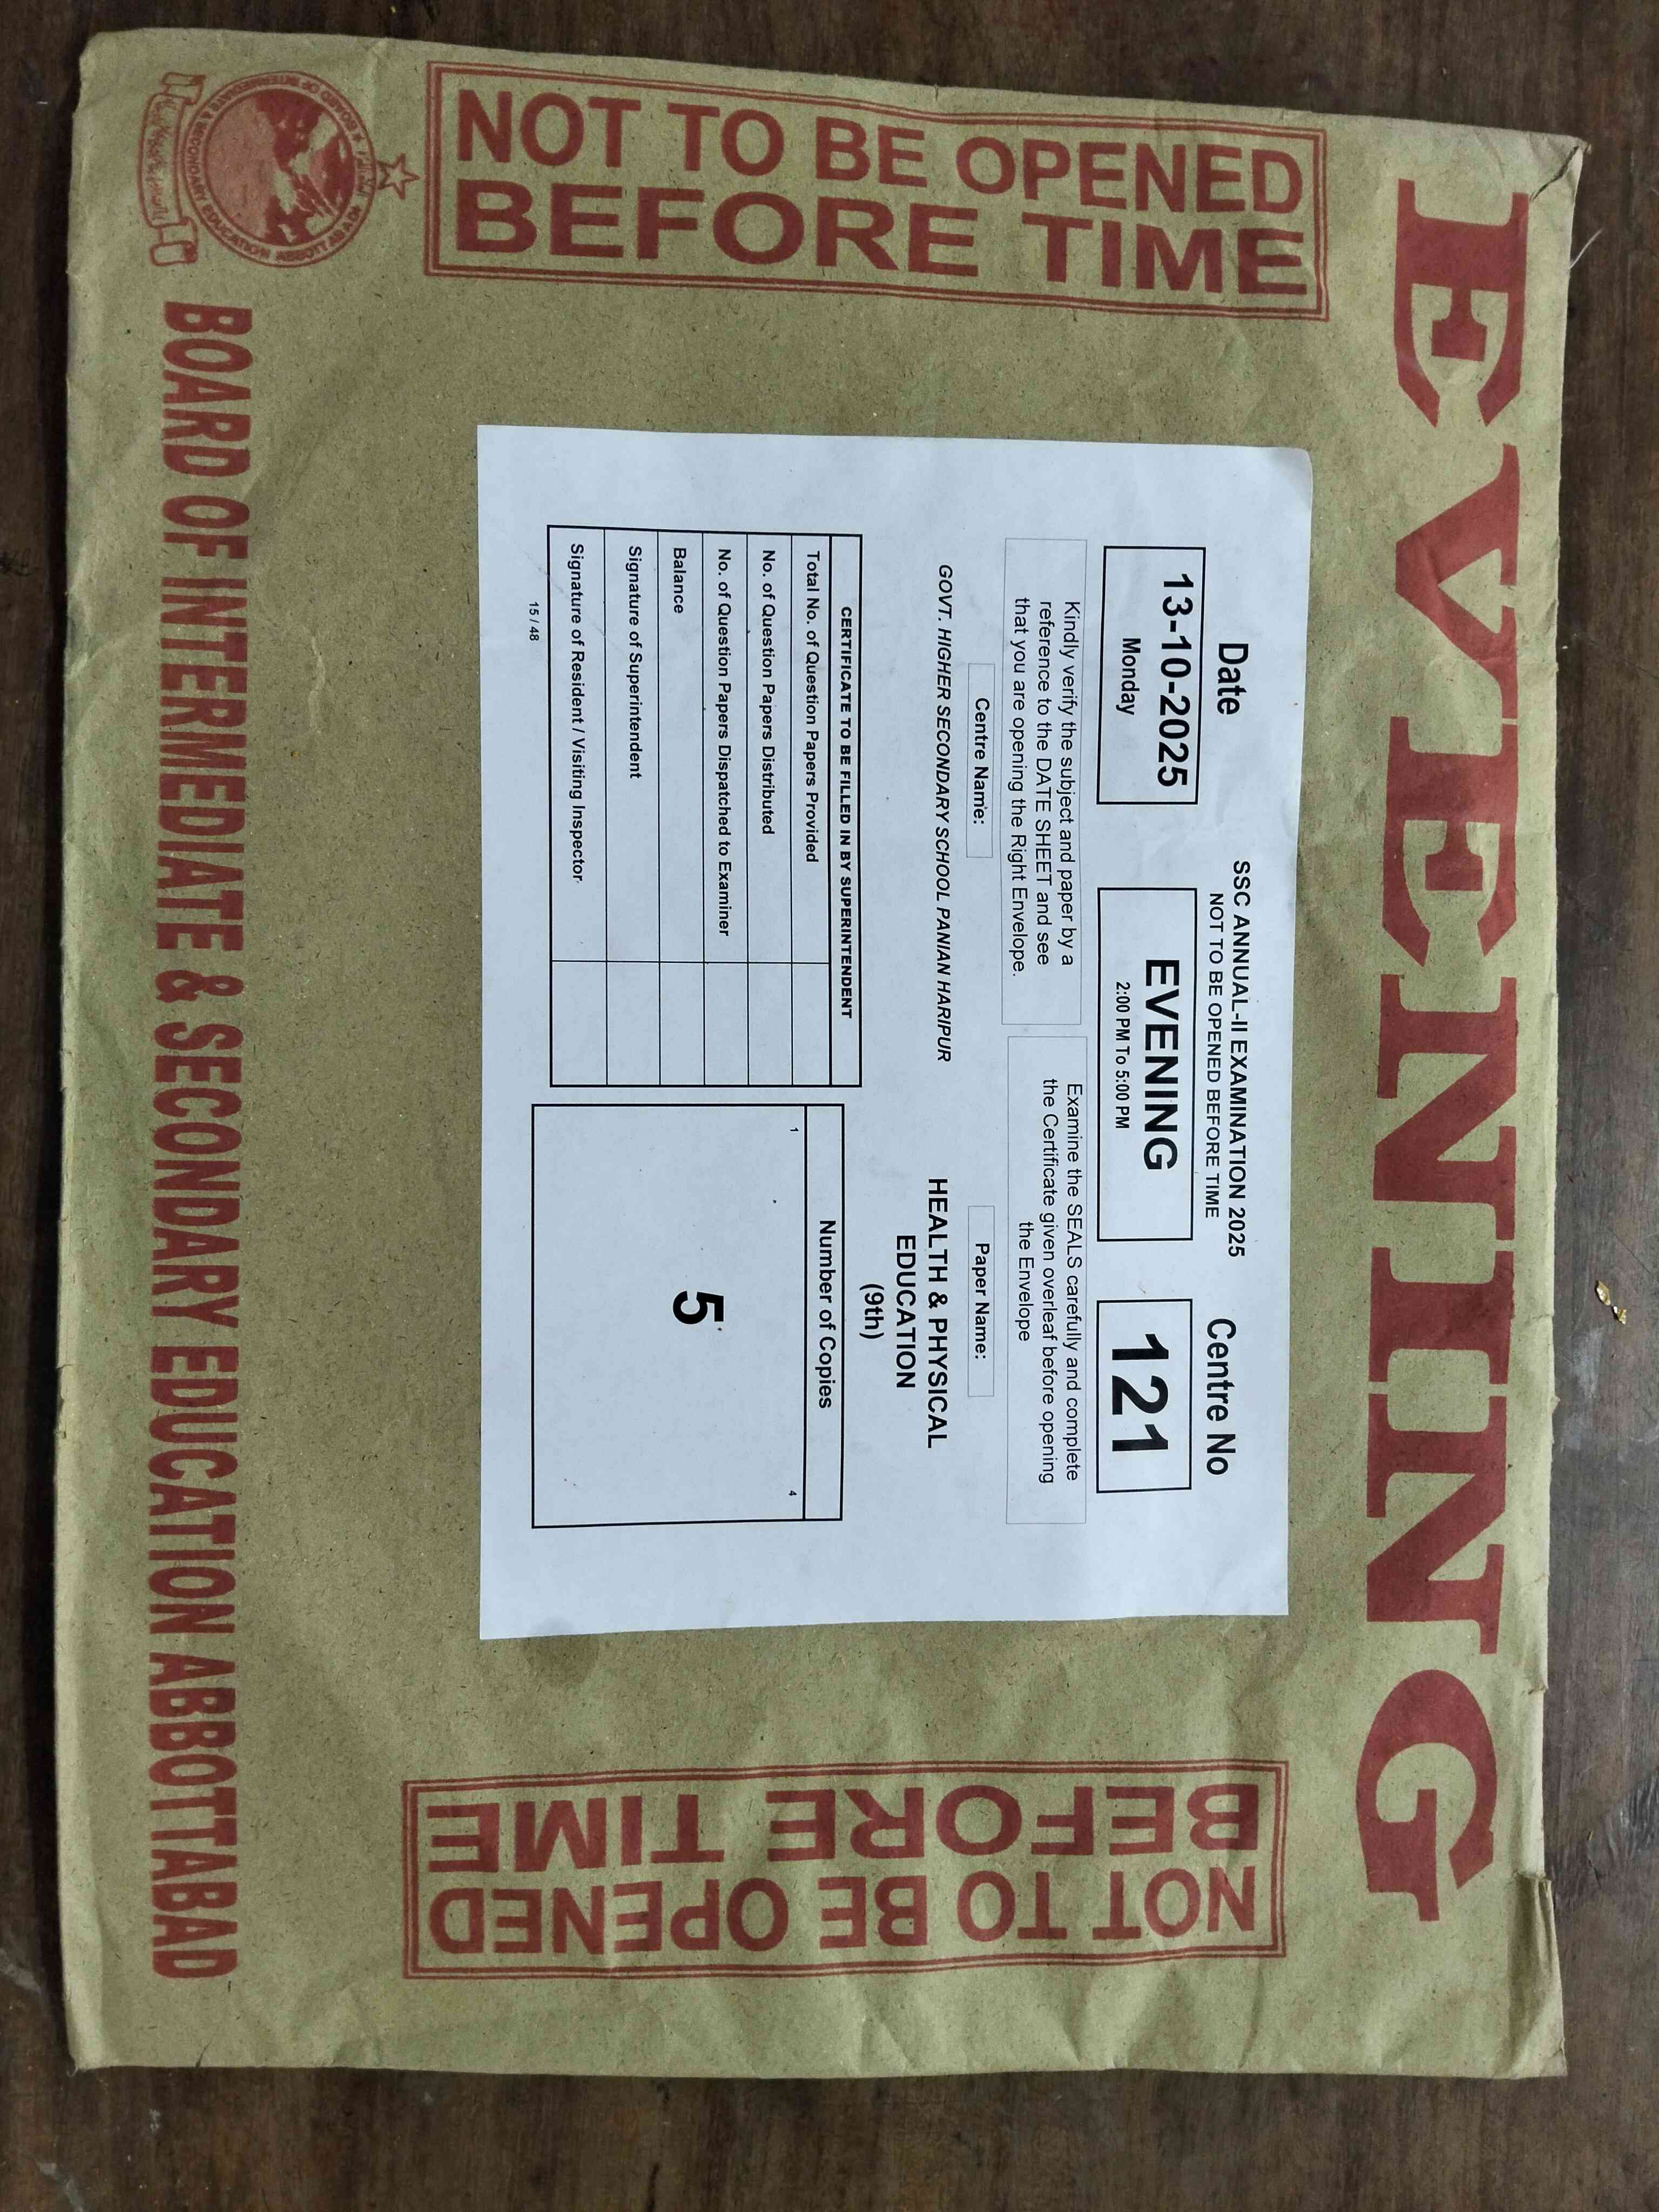 EVENING
NOT TO BE OPENED
BEFORE TIME
Date
SSC ANNUAL-II EXAMINATION 2025
NOT TO BE OPENED BEFORE TIME
Centre No
13-10-2025
Monday
EVENING
2:00 PM To 5:00 PM
121
Kindly verify the subject and paper by a
reference to the DATE SHEET and see
that you are opening the Right Envelope.
Examine the SEALS carefully and complete
the Certificate given overleaf before opening
the Envelope
Centre Name:
Paper Name:
GOVT. HIGHER SECONDARY SCHOOL PANIAN HARIPUR
HEALTH & PHYSICAL
EDUCATION
(9th)
CERTIFICATE TO BE FILLED IN BY SUPERINTENDENT
Total No. of Question Papers Provided
No. of Question Papers Distributed
No. of Question Papers Dispatched to Examiner
Balance
Signature of Superintendent
Signature of Resident / Visiting Inspector
Number of Copies
1
4
5
15 / 48
NOT TO BE OPENED
BEFORE TIME
BOARD OF INTERMEDIATE & SECONDARY EDUCATION ABBOTTABAD
BOARD OF INTERMEDIATE & SECONDARY EDUCATION ABBOTTABAD